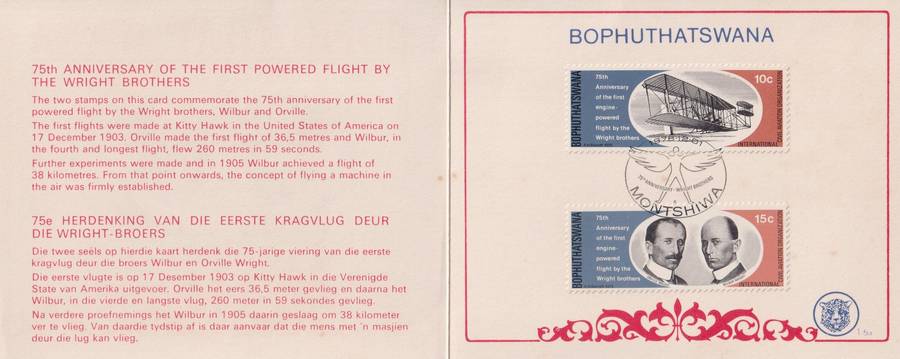 75th ANNIVERSARY OF THE FIRST POWERED FLIGHT BY
THE WRIGHT BROTHERS
The two stamps on this card commemorate the 75th anniversary of the first
powered flight by the Wright brothers, Wilbur and Orville.
The first flights were made at Kitty Hawk in the United States of America on
17 December 1903. Orville made the first flight of 36,5 metres and Wilbur, in
the fourth and longest flight, flew 260 metres in 59 seconds.
Further experiments were made and in 1905 Wilbur achieved a flight of
38 kilometres. From that point onwards, the concept of flying a machine in
the air was firmly established.
75e HERDENKING VAN DIE EERSTE KRAGVLUG DEUR
DIE WRIGHT-BROERS
Die twee seëls op hierdie kaart herdenk die 75-jarige viering van die eerste
kragvlug deur die broers Wilbur en Orville Wright.
Die eerste vlugte is op 17 Desember 1903 op Kitty Hawk in die Verenigde
State van Amerika uitgevoer. Orville het eers 36,5 meter gevlieg en daarna het
Wilbur, in die vierde en langste vlug, 260 meter in 59 sekondes gevlieg.
Na verdere proefnemings het Wilbur in 1905 daarin geslaag om 38 kilometer
ver te vlieg. Van daardie tydstip af is daar aanvaar dat die mens met 'n masjien
deur die lug kan vlieg.
BOPHUTHATSWANA
BOPHUTHATSWANA
75th
Anniversary
of the first
engine-
powered
flight by the
Wright brothers
10c
INTERNATIONAL
CIVIL AVIATION ORGANIZATION
75TH ANNIVERSARY - WRIGHT BROTHERS
MONTSHIWA
BOPHUTHATSWANA
75th
Anniversary
of the first
engine-
powered
flight by the
Wright brothers
15c
INTERNATIONAL
CIVIL AVIATION ORGANIZATION